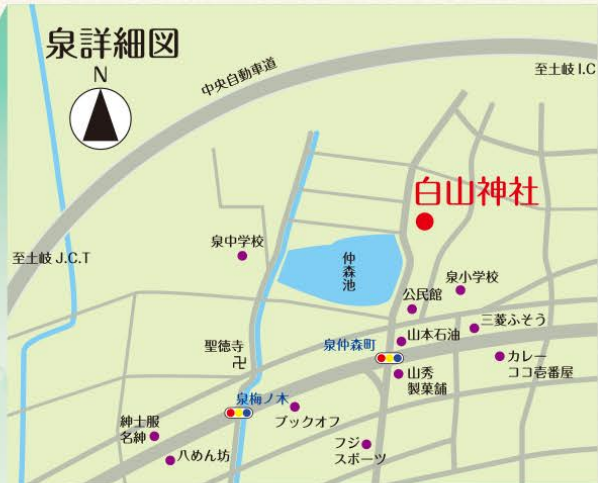 泉詳細図
N
中央自動車道
至土岐I.C
白山神社
泉中学校
至土岐J.C.T
仲森池
泉小学校
公民館
三菱ふそう
山本石油
泉仲森町
聖徳寺
卍
カレー
ココ壱番屋
山秀
製菓舗
泉梅ノ木
ブックオフ
紳士服
名紳
フジ
スポーツ
八めん坊